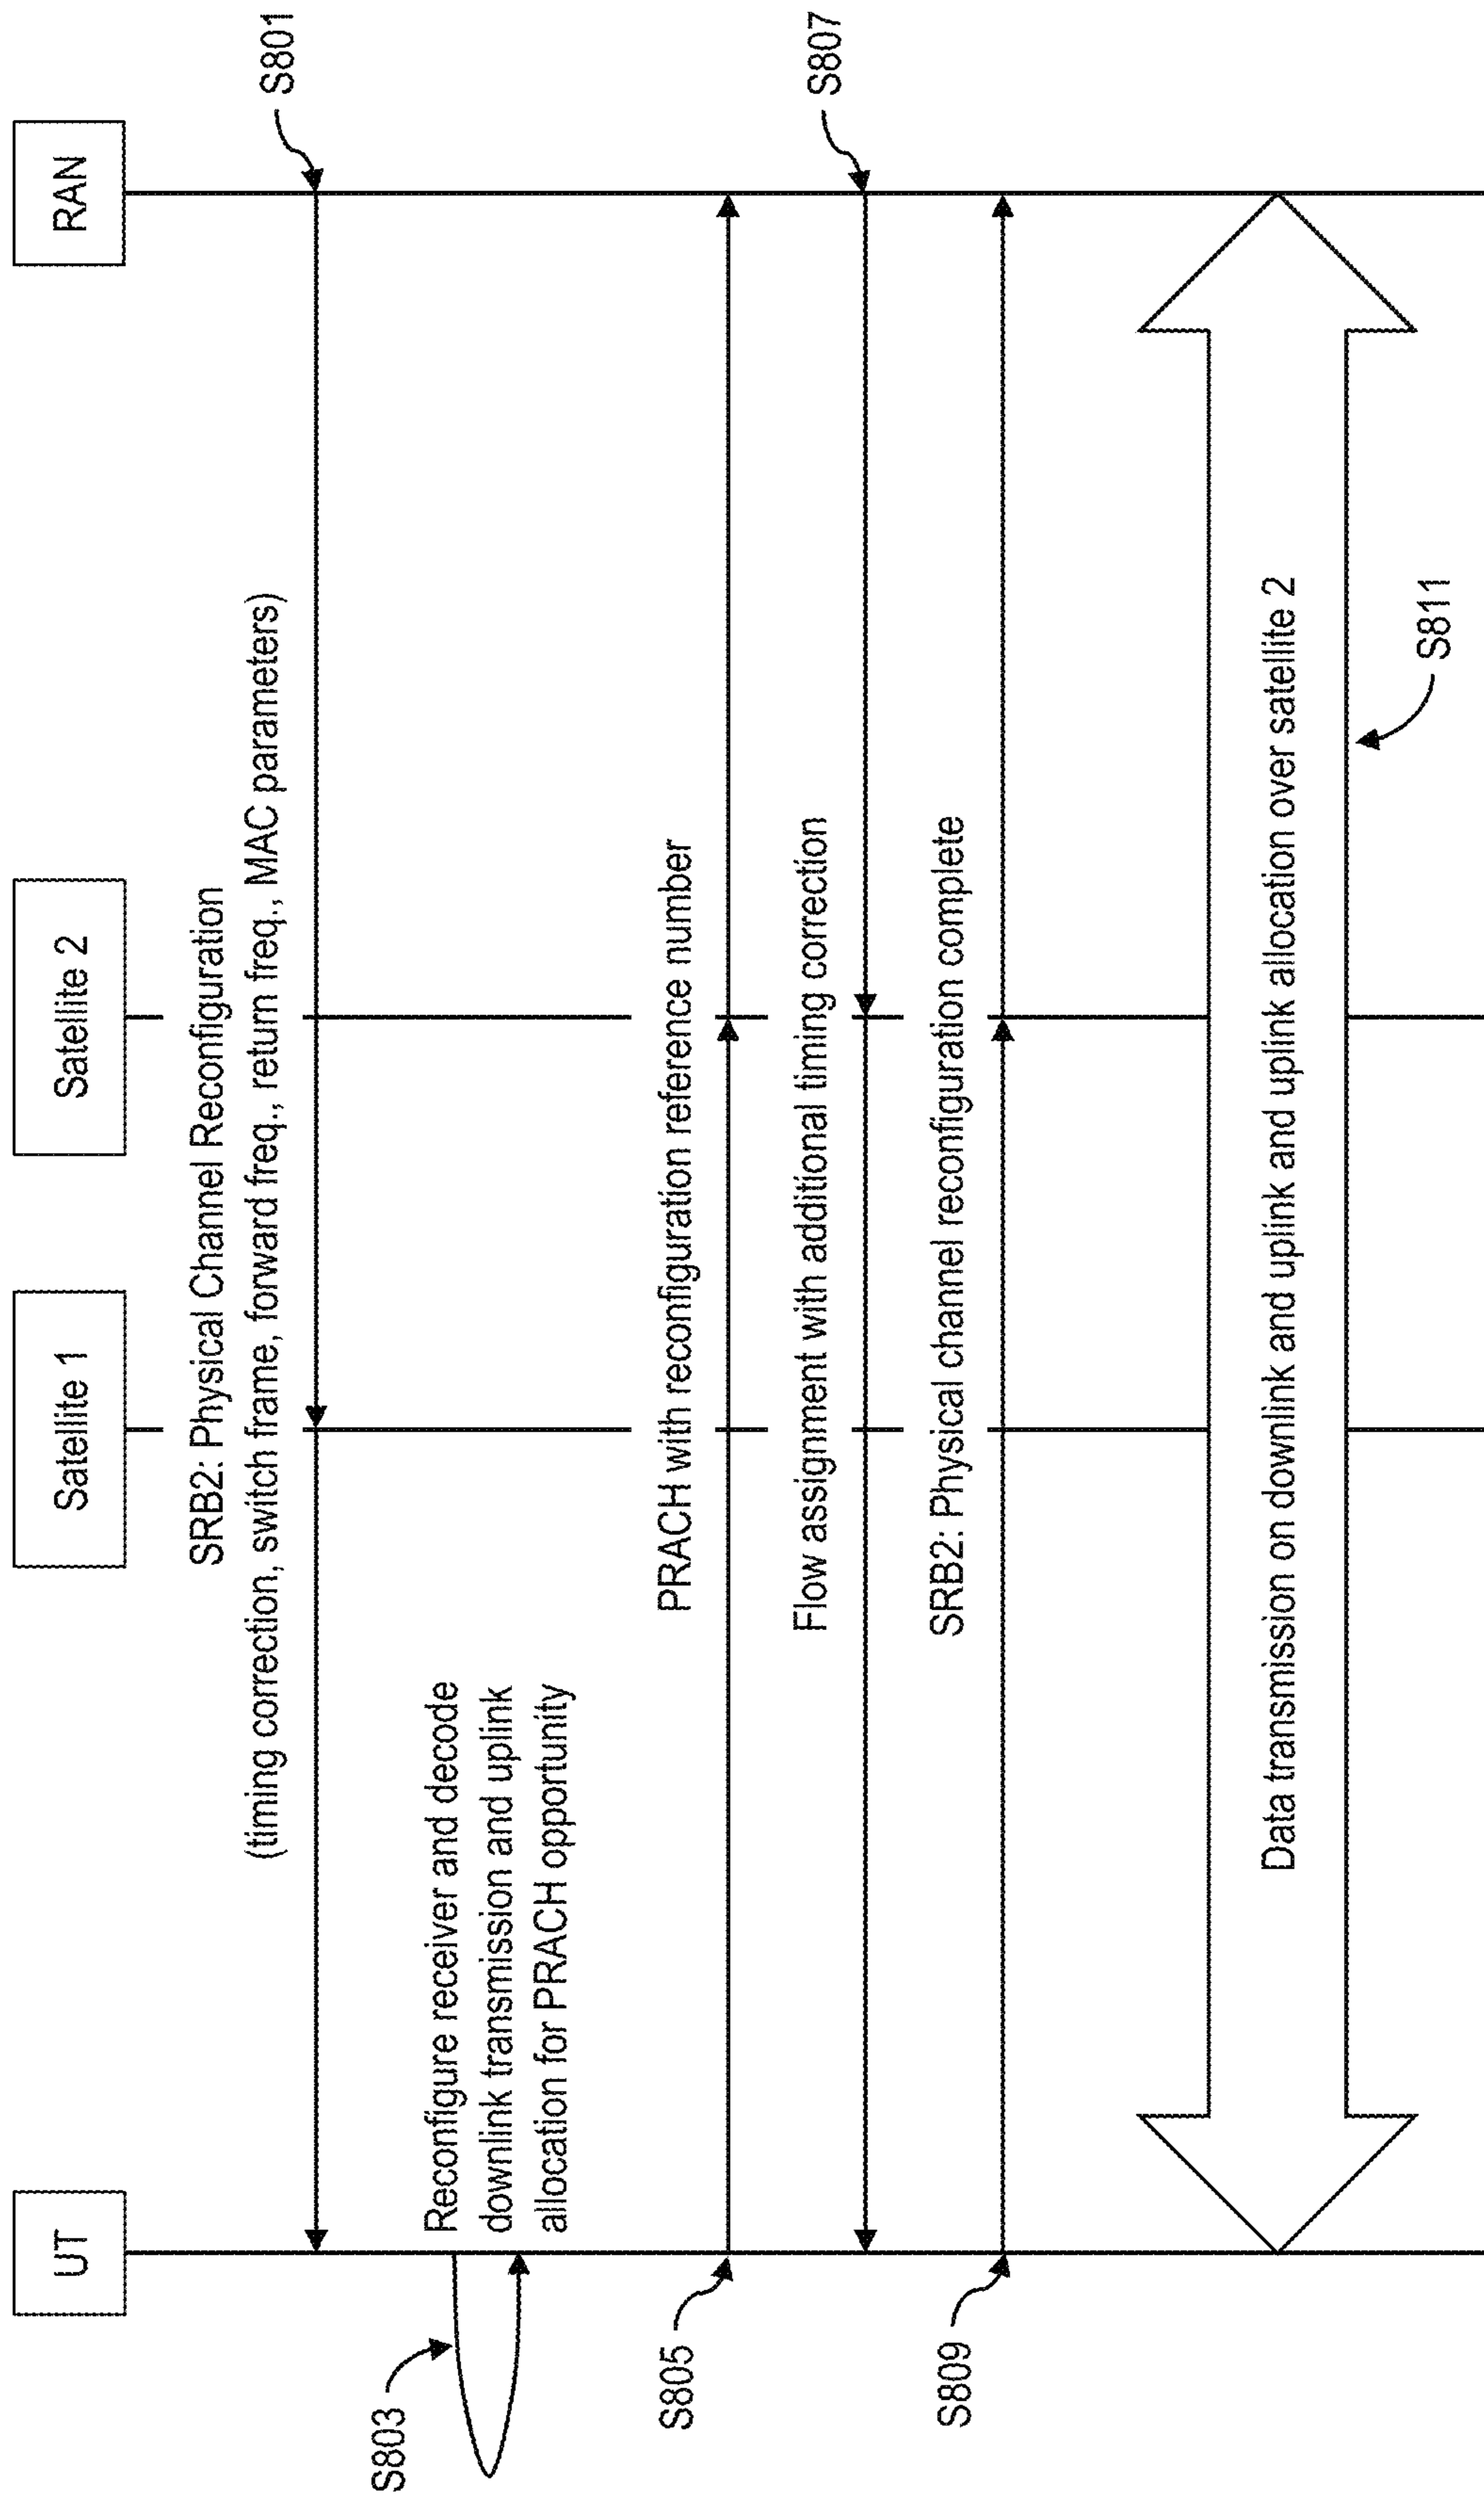 UT
Satellite 1
Satellite 2
RAN
SRB2: Physical Channel Reconfiguration
(timing correction, switch frame, forward freq., return freq., MAC parameters)
S801
S803
Reconfigure receiver and decode
downlink transmission and uplink
allocation for PRACH opportunity
S805
PRACH with reconfiguration reference number
Flow assignment with additional timing correction
S807
S809
SRB2: Physical channel reconfiguration complete
Data transmission on downlink and uplink and uplink allocation over satellite 2
S811